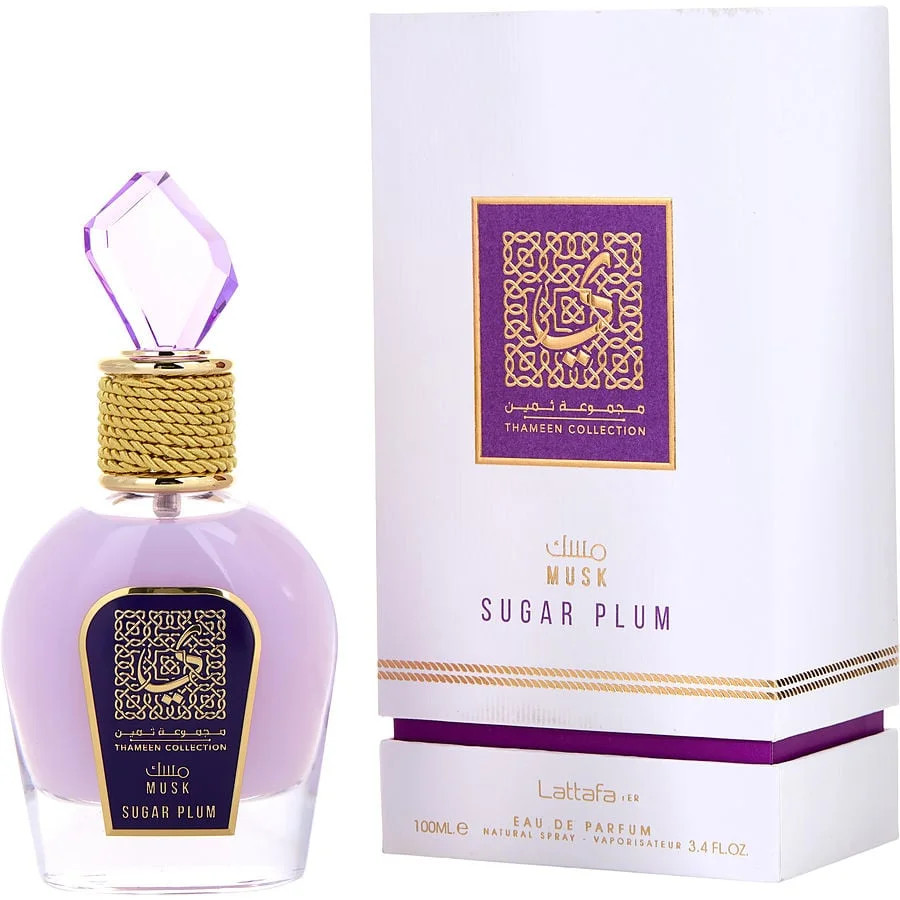 مجموعة ثمين
THAMEEN COLLECTION
مسك
MUSK
SUGAR PLUM
مجموعة ثمين
THAMEEN COLLECTION
مسك
MUSK
SUGAR PLUM
Lattafa
EAU DE PARFUM
100ML e NATURAL SPRAY - VAPORISATEUR 3.4 FL.OZ.